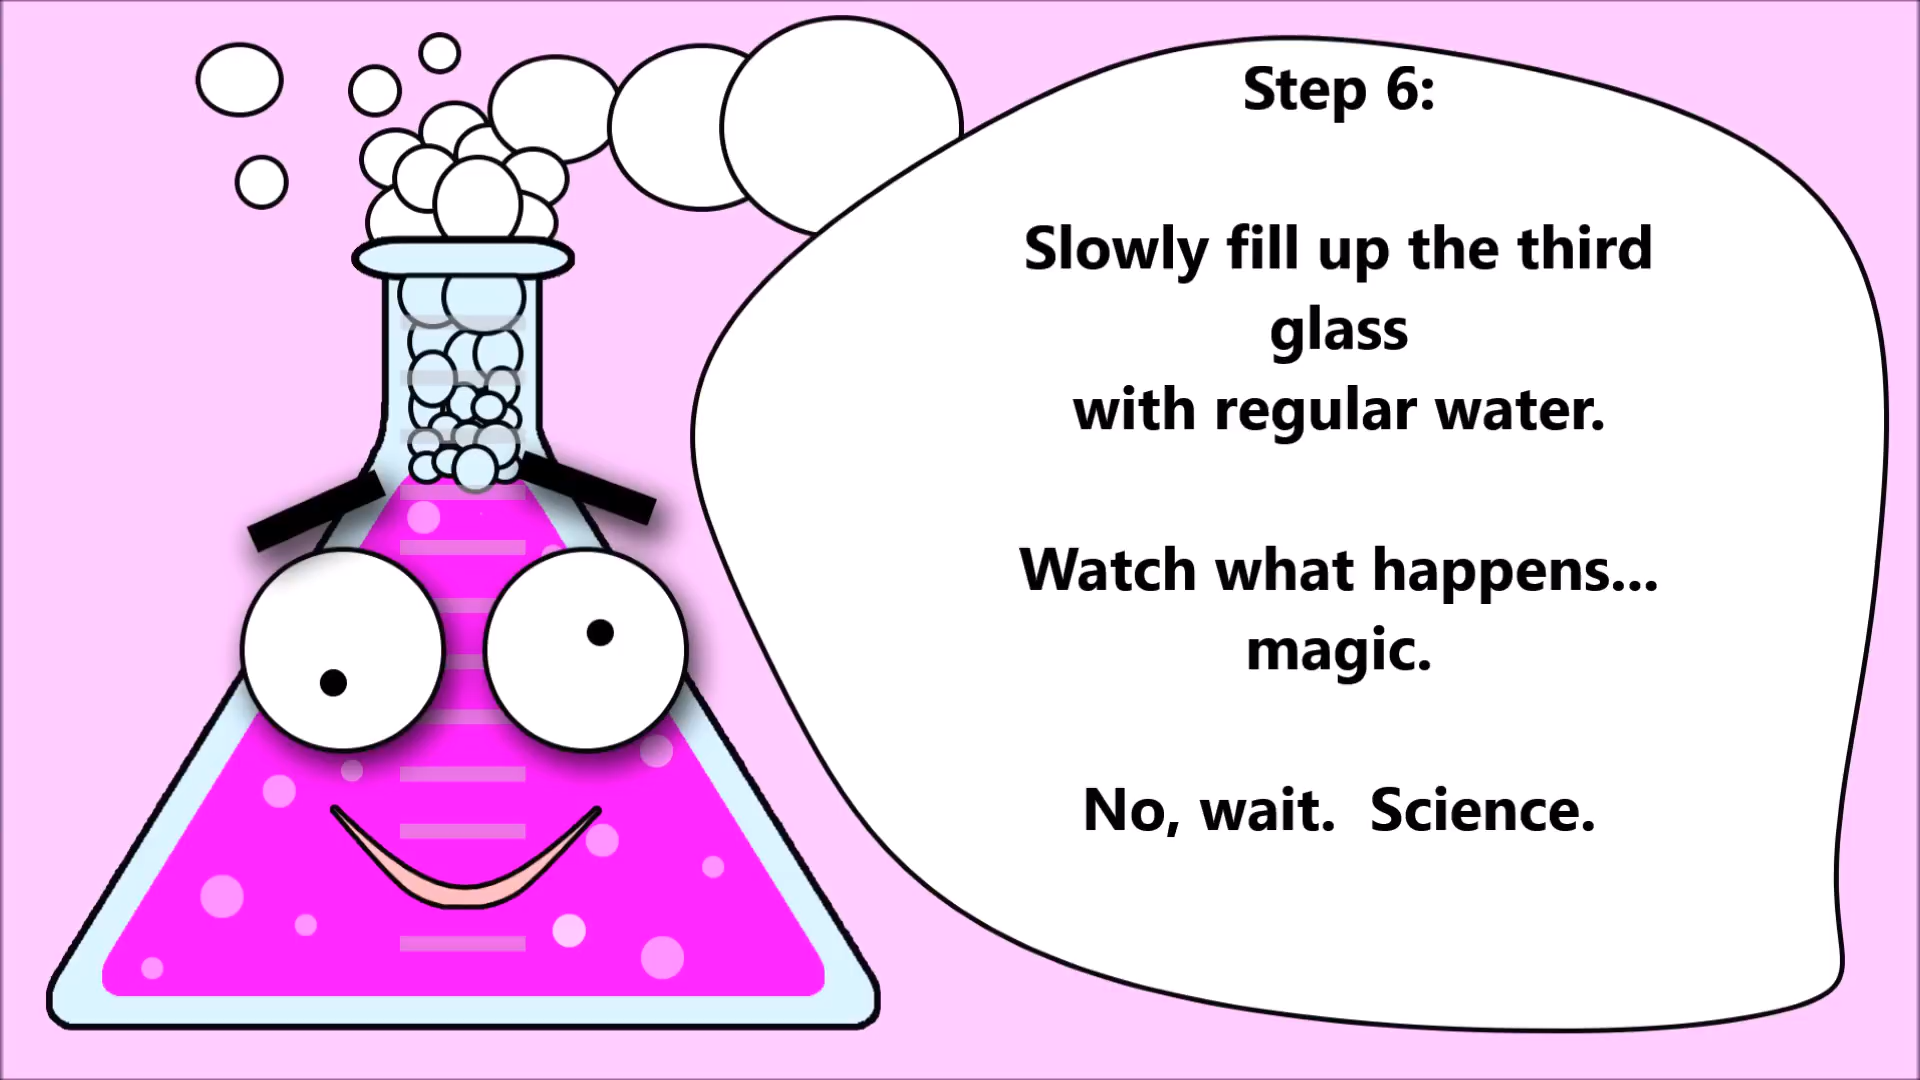 Step 6:
Slowly fill up the third
glass
with regular water.
Watch what happens...
magic.
No, wait.  Science.